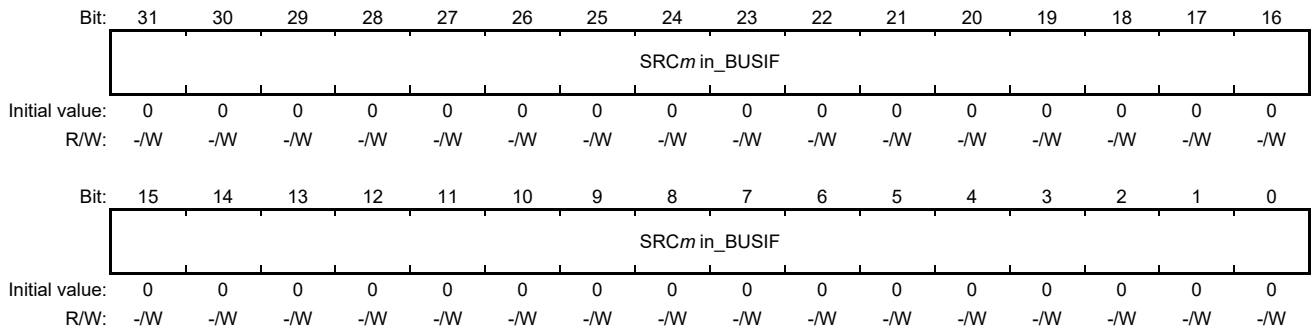 Bit: 31 30 29 28 27 26 25 24 23 22 21 20 19 18 17 16
SRCm in_BUSIF
Initial value: 0 0 0 0 0 0 0 0 0 0 0 0 0 0 0 0
R/W: -/W -/W -/W -/W -/W -/W -/W -/W -/W -/W -/W -/W -/W -/W -/W -/W
Bit: 15 14 13 12 11 10 9 8 7 6 5 4 3 2 1 0
SRCm in_BUSIF
Initial value: 0 0 0 0 0 0 0 0 0 0 0 0 0 0 0 0
R/W: -/W -/W -/W -/W -/W -/W -/W -/W -/W -/W -/W -/W -/W -/W -/W -/W